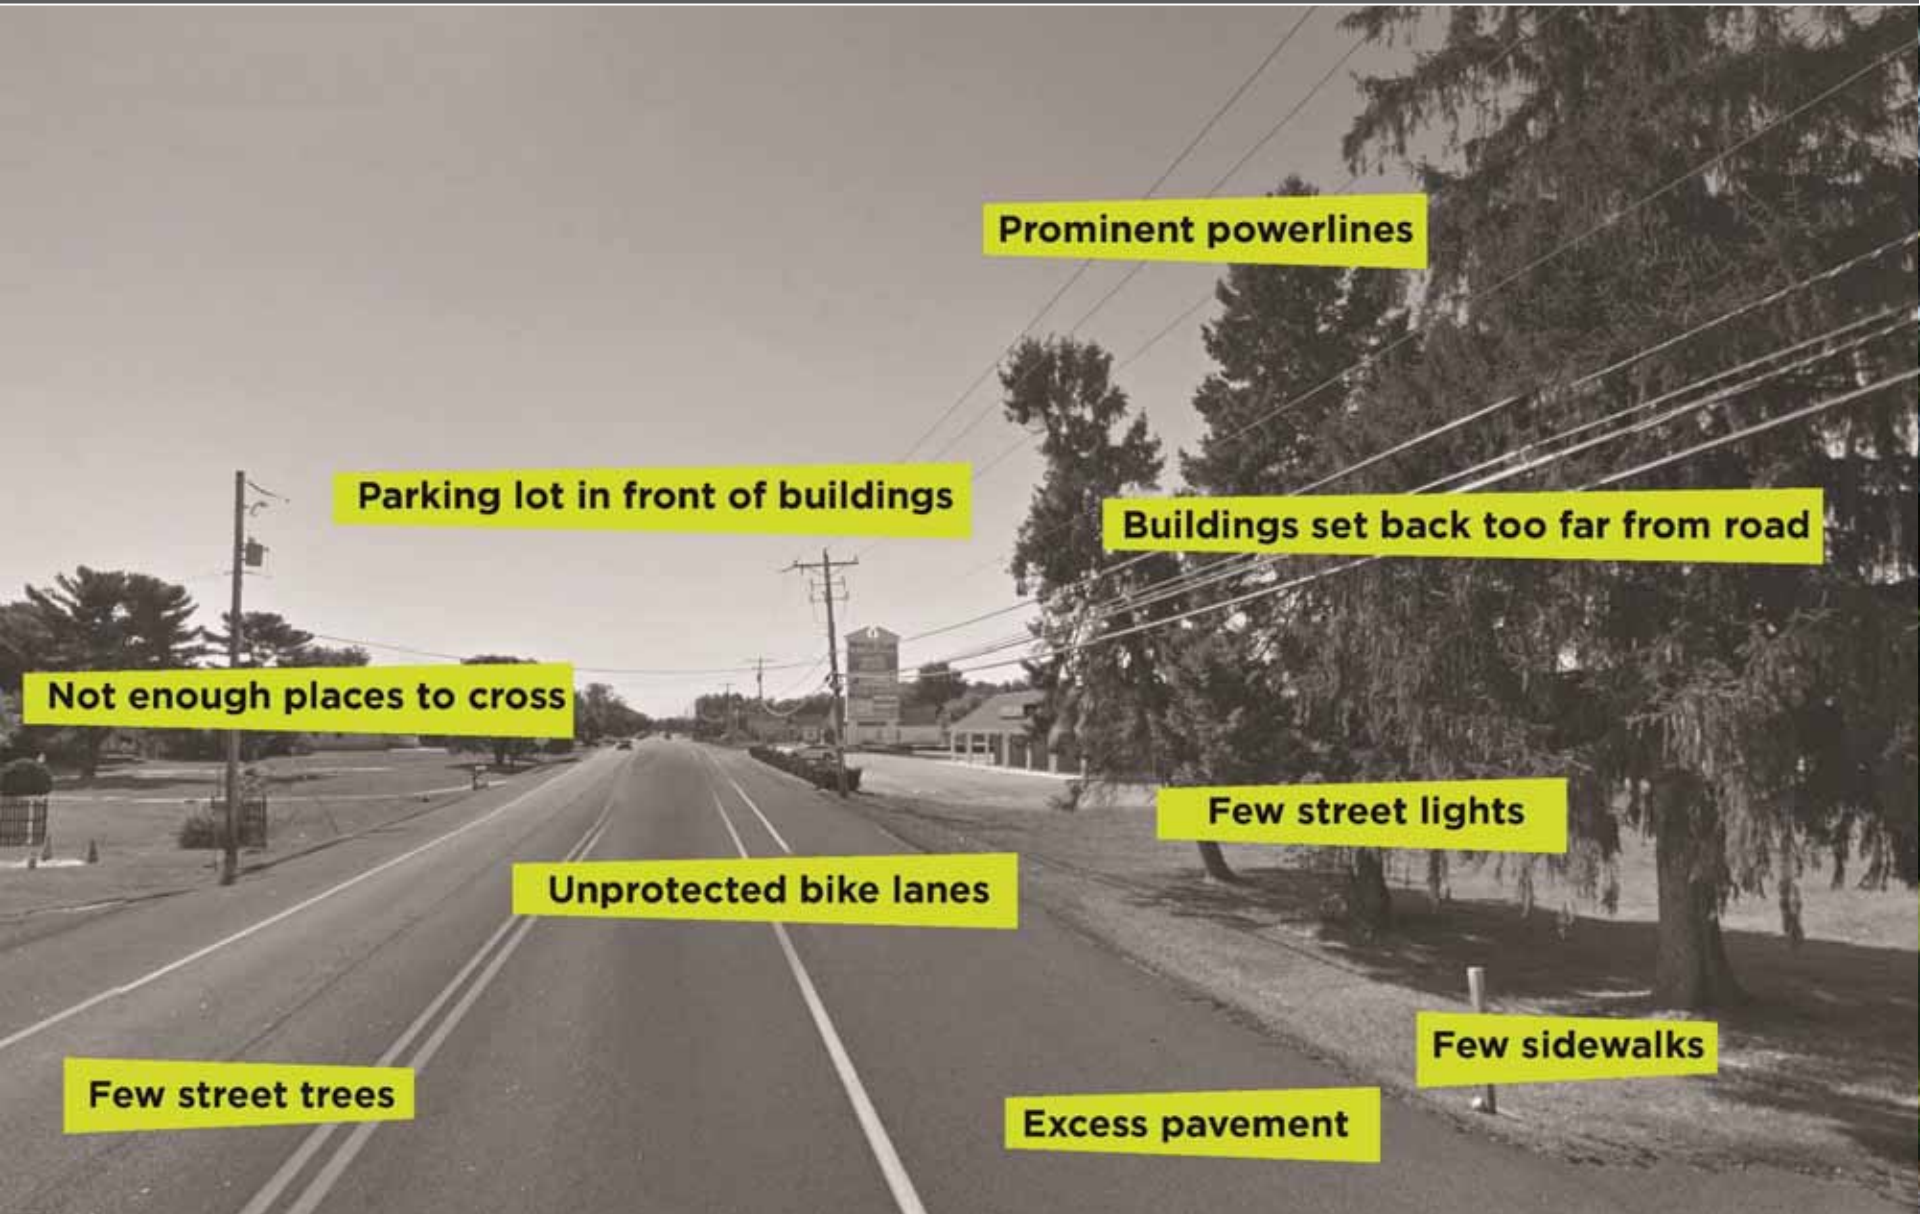 Prominent powerlines
Parking lot in front of buildings
Buildings set back too far from road
Not enough places to cross
Few street lights
Unprotected bike lanes
Few sidewalks
Few street trees
Excess pavement